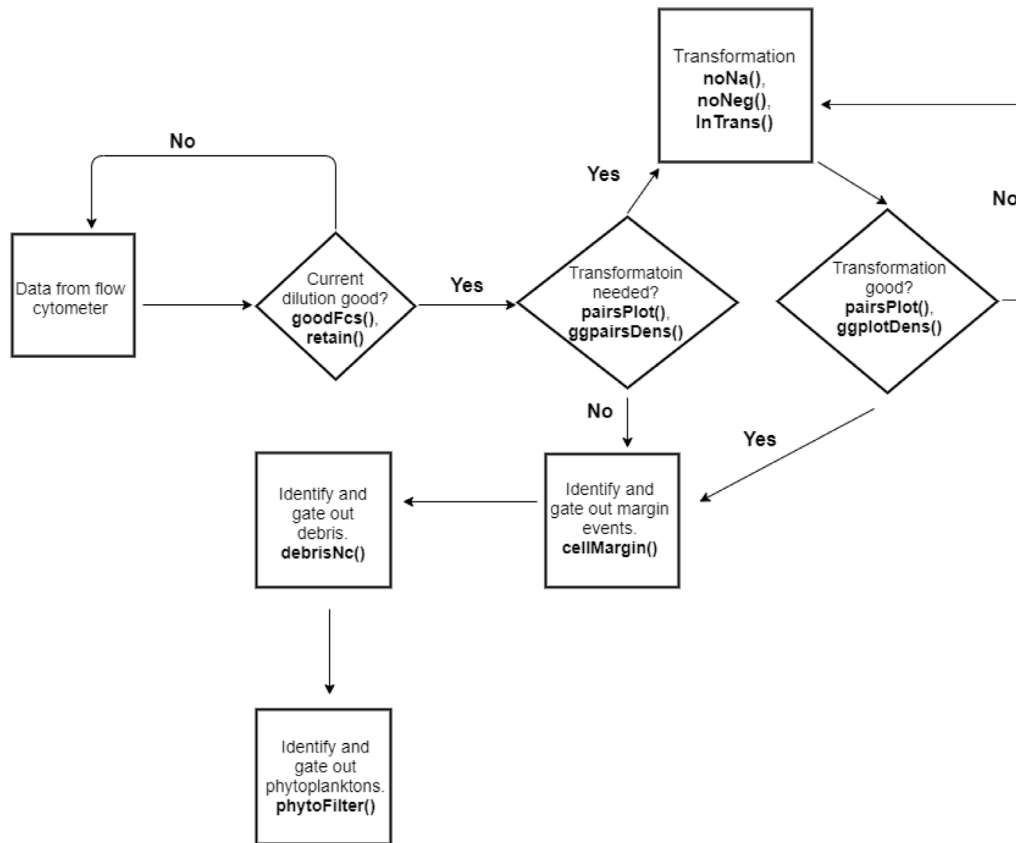 Transformation
noNa(),
noNeg(),
lnTrans()
No
Yes
No
Data from flow
cytometer
Current
dilution good?
goodFcs(),
retain()
Yes
Transformatoin
needed?
pairsPlot(),
ggpairsDens()
Transformation
good?
pairsPlot(),
ggplotDens()
No
Yes
Identify and
gate out
debris.
debrisNc()
Identify and
gate out margin
events.
cellMargin()
Identify and
gate out
phytoplanktons.
phytoFilter()